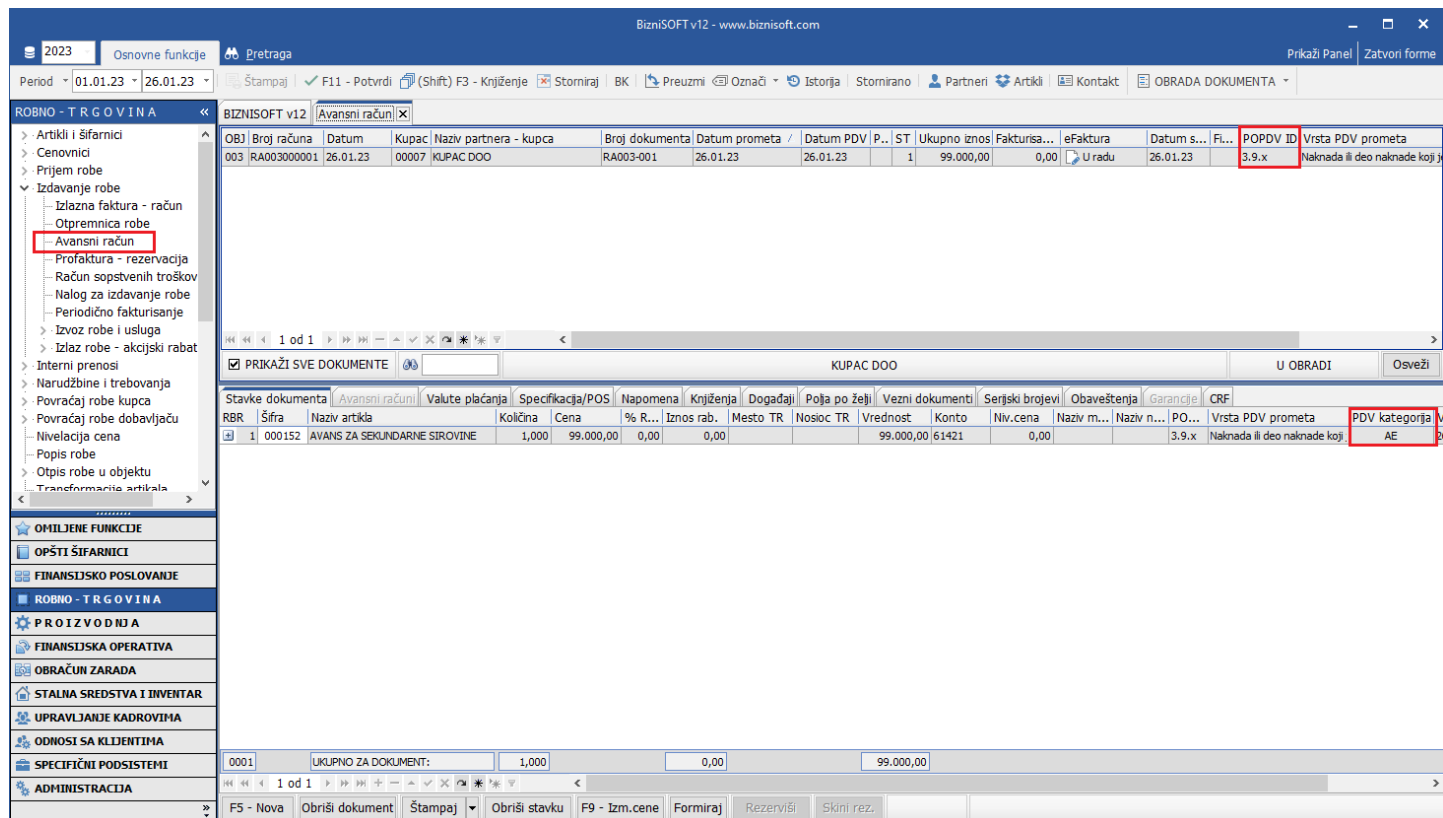 BizniSOFT v12 - www.biznisoft.com
2023 Osnovne funkcije Pretraga Prikaži Panel Zatvori forme
Period 01.01.23 26.01.23 Štampaj F11 - Potvrdi (Shift) F3 - Knjiženje Storniraj BK Preuzmi Označi Istorija Stornirano Partneri Artikli Kontakt OBRADA DOKUMENTA
ROBNO - T R G O V I N A «
Artikli i šifarnici
Cenovnici
Prijem robe
Izdavanje robe
Izlazna faktura - račun
Otpremnica robe
Avansni račun
Profaktura - rezervacija
Račun sopstvenih troškov
Nalog za izdavanje robe
Periodično fakturisanje
Izvoz robe i usluga
Izlaz robe - akcijski rabat
Interni prenosi
Narudžbine i trebovanja
Povraćaj robe kupca
Povraćaj robe dobavljaču
Nivelacija cena
Popis robe
Otpis robe u objektu
Transformacije artikala
OMILJENE FUNKCIJE
OPŠTI ŠIFARNICI
FINANSIJSKO POSLOVANJE
ROBNO - T R G O V I N A
P R O I Z V O D NJ A
FINANSIJSKA OPERATIVA
OBRAČUN ZARADA
STALNA SREDSTVA I INVENTAR
UPRAVLJANJE KADROVIMA
ODNOSI SA KLIJENTIMA
SPECIFIČNI PODSISTEMI
ADMINISTRACIJA
BIZNISOFT v12 Avansni račun
OBJ Broj računa Datum Kupac Naziv partnera - kupca Broj dokumenta Datum prometa Datum PDV P... ST Ukupno iznos Fakturisa... eFaktura Datum s... Fi... POPDV ID Vrsta PDV prometa
003 RA003000001 26.01.23 00007 KUPAC DOO RA003-001 26.01.23 26.01.23 1 99.000,00 0,00 U radu 26.01.23 3.9.x Naknada ili deo naknade koji j
1 od 1
PRIKAŽI SVE DOKUMENTE KUPAC DOO U OBRADI Osveži
Stavke dokumenta Avansni računi Valute plaćanja Specifikacija/POS Napomena Knjiženja Događaji Polja po želji Vezni dokumenti Serijski brojevi Obaveštenja Garancije CRF
RBR Šifra Naziv artikla Količina Cena % R... Iznos rab. Mesto TR Nosioc TR Vrednost Konto Niv.cena Naziv m... Naziv n... PO... Vrsta PDV prometa PDV kategorija
1 000152 AVANS ZA SEKUNDARNE SIROVINE 1,000 99.000,00 0,00 0,00 99.000,00 61421 0,00 3.9.x Naknada ili deo naknade koji AE
0001 UKUPNO ZA DOKUMENT: 1,000 0,00 99.000,00
1 od 1
F5 - Nova Obriši dokument Štampaj Obriši stavku F9 - Izm.cene Formiraj Rezerviši Skini rez.